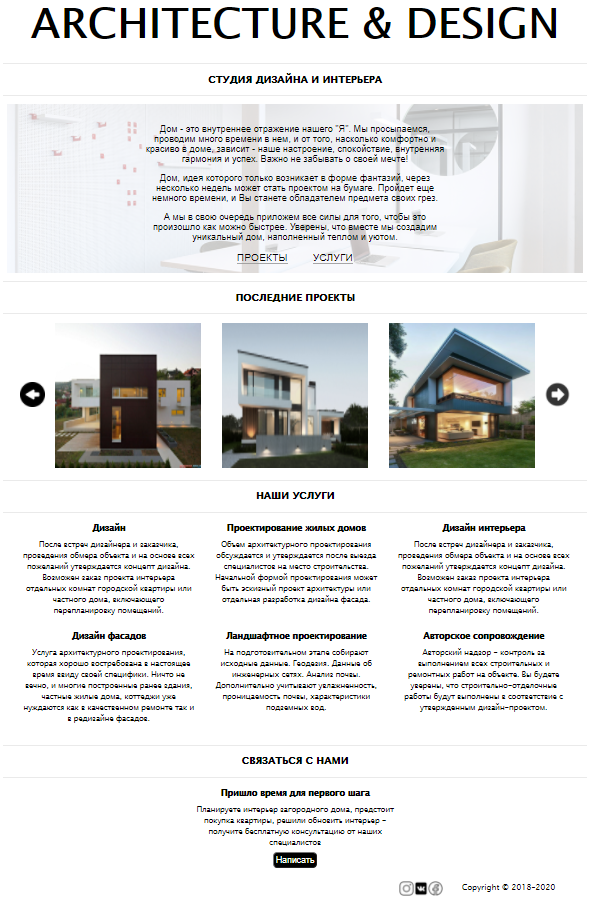 ARCHITECTURE & DESIGN
СТУДИЯ ДИЗАЙНА И ИНТЕРЬЕРА
Дом - это внутреннее отражение нашего "Я". Мы просыпаемся,
проводим много времени в нем, и от того, насколько комфортно и
красиво в доме, зависит - наше настроение, спокойствие, внутренняя
гармония и успех. Важно не забывать о своей мечте!
Дом, идея которого только возникает в форме фантазий, через
несколько недель может стать проектом на бумаге. Пройдет еще
немного времени, и Вы станете обладателем предмета своих грез.
А мы в свою очередь приложем все силы для того, чтобы это
произошло как можно быстрее. Уверены, что вместе мы создадим
уникальный дом, наполненный теплом и уютом.
ПРОЕКТЫ УСЛУГИ
ПОСЛЕДНИЕ ПРОЕКТЫ
НАШИ УСЛУГИ
Дизайн
После встреч дизайнера и заказчика,
проведения обмера объекта и на основе всех
пожеланий утверждается концепт дизайна.
Возможен заказ проекта интерьера
отдельных комнат городской квартиры или
частного дома, включающего
перепланировку помещений.
Проектирование жилых домов
Объем архитектурного проектирования
обсуждается и утверждается после выезда
специалистов на место строительства.
Начальной формой проектирования может
быть эскизный проект архитектуры или
отдельная разработка дизайна фасада.
Дизайн интерьера
После встреч дизайнера и заказчика,
проведения обмера объекта и на основе всех
пожеланий утверждается концепт дизайна.
Возможен заказ проекта интерьера
отдельных комнат городской квартиры или
частного дома, включающего
перепланировку помещений.
Дизайн фасадов
Услуга архитектурного проектирования,
которая хорошо востребована в настоящее
время ввиду своей специфики. Ничто не
вечно, и многие построенные ранее здания,
частные жилые дома, коттеджи уже
нуждаются как в качественном ремонте так и
в редизайне фасадов.
Ландшафтное проектирование
На подготовительном этапе собирают
исходные данные. Геодезия. Данные об
инженерных сетях. Анализ почвы.
Дополнительно учитывают увлажненность,
проницаемость почвы, характеристики
подземных вод.
Авторское сопровождение
Авторский надзор - контроль за
выполнением всех строительных и
ремонтных работ на объекте. Вы будете
уверены, что строительно-отделочные
работы будут выполнены в соответствие с
утвержденным дизайн-проектом.
СВЯЗАТЬСЯ С НАМИ
Пришло время для первого шага
Планируете интерьер загородного дома, предстоит
покупка квартиры, решили обновить интерьер -
получите бесплатную консультацию от наших
специалистов
Написать
Copyright © 2018-2020